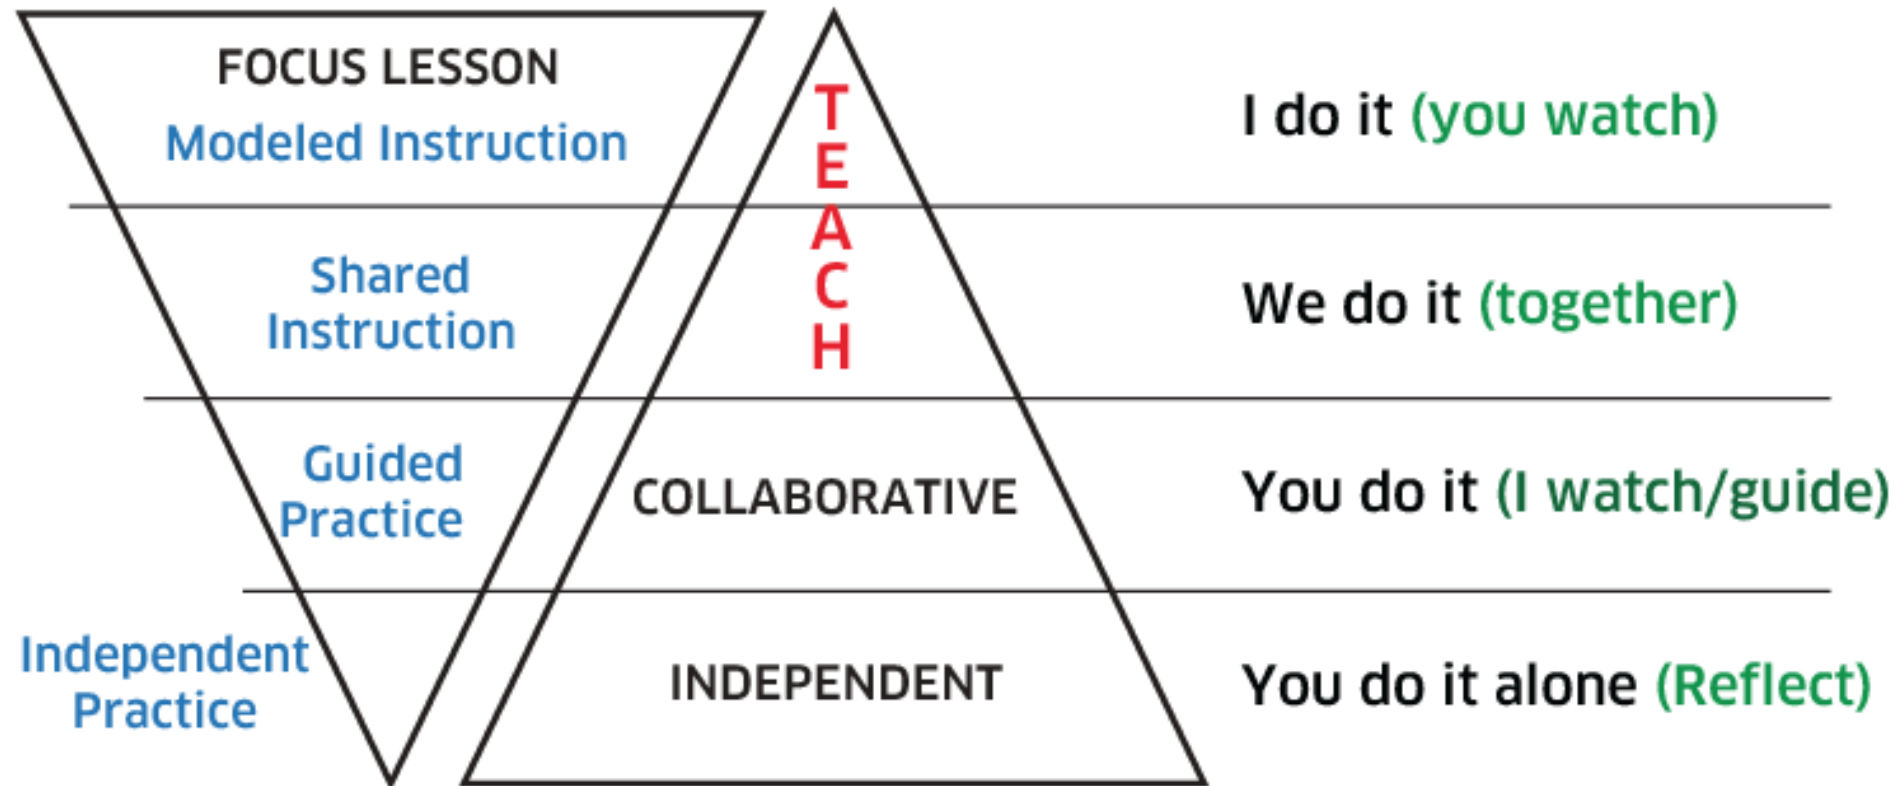 FOCUS LESSON
Modeled Instruction
Shared
Instruction
Guided
Practice
Independent
Practice
T
E
A
C
H
COLLABORATIVE
INDEPENDENT
I do it (you watch)
We do it (together)
You do it (I watch/guide)
You do it alone (Reflect)